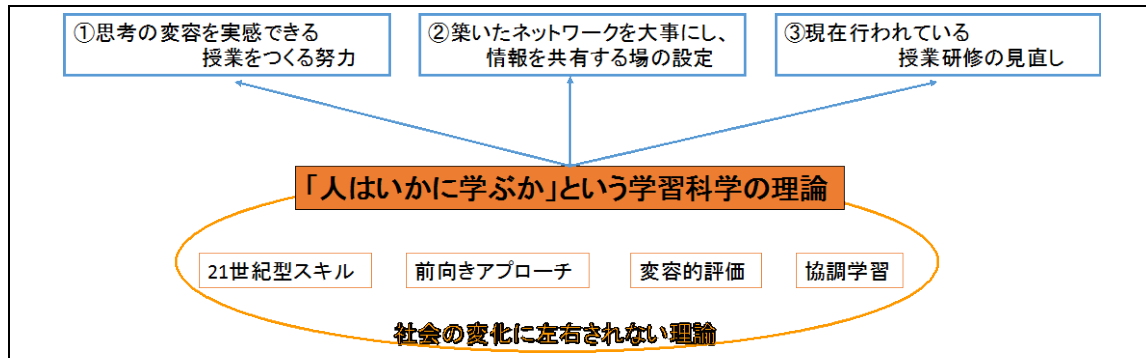 ①思考の変容を実感できる
授業をつくる努力
②築いたネットワークを大事にし、
情報を共有する場の設定
③現在行われている
授業研修の見直し
「人はいかに学ぶか」という学習科学の理論
21世紀型スキル
前向きアプローチ
変容的評価
協調学習
社会の変化に左右されない理論